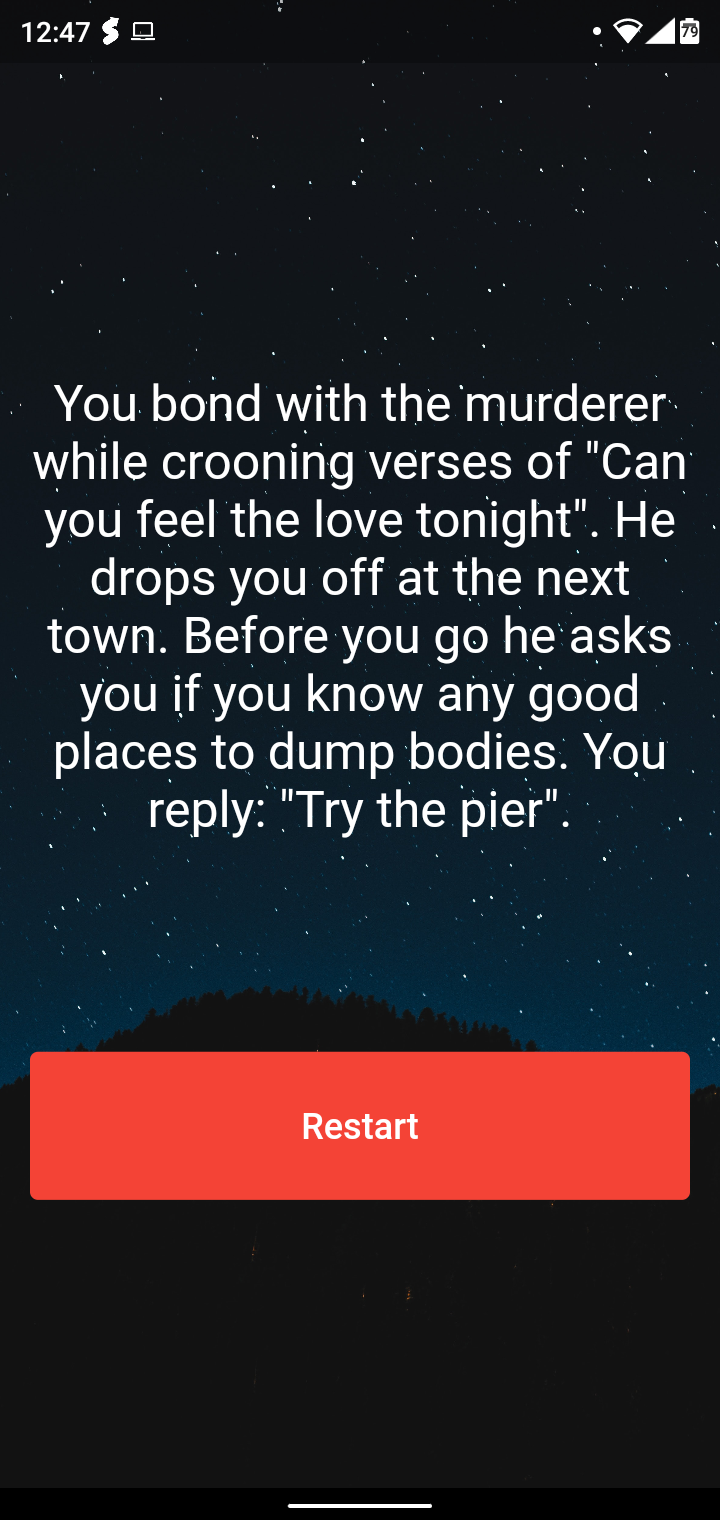 12:47
79
You bond with the murderer
while crooning verses of "Can
you feel the love tonight". He
drops you off at the next
town. Before you go he asks
you if you know any good
places to dump bodies. You
reply: "Try the pier".
Restart